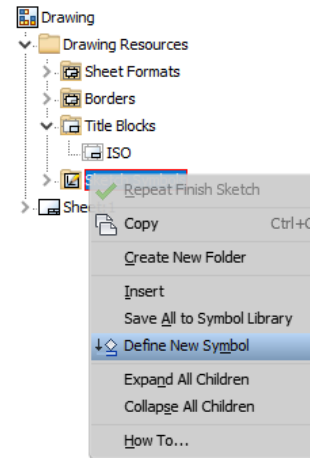 Drawing
Drawing Resources
Sheet Formats
Borders
Title Blocks
ISO
Repeat Finish Sketch
Copy Ctrl+C
Create New Folder
Insert
Save All to Symbol Library
Define New Symbol
Expand All Children
Collapse All Children
How To...